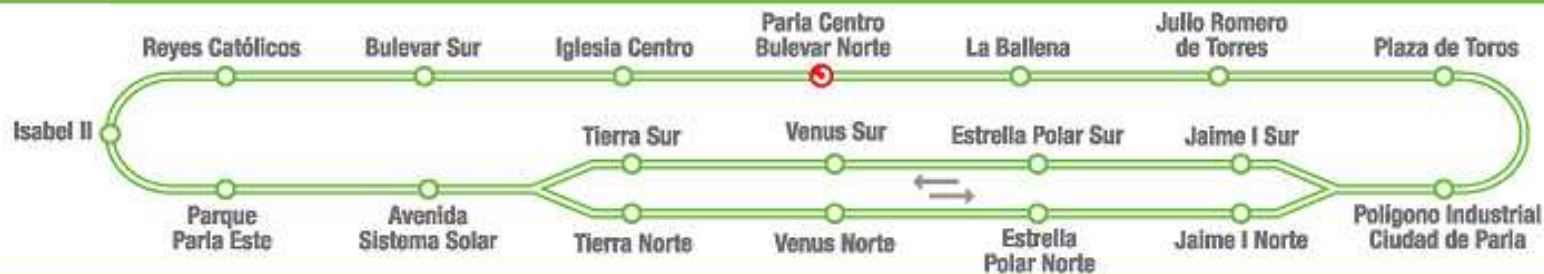 Reyes Católicos
Bulevar Sur
Iglesia Centro
Parla Centro
Bulevar Norte
La Ballena
Julio Romero
de Torres
Plaza de Toros
Isabel II
Tierra Sur
Venus Sur
Estrella Polar Sur
Jaime I Sur
Parque
Parla Este
Avenida
Sistema Solar
Tierra Norte
Venus Norte
Estrella
Polar Norte
Jaime I Norte
Polígono Industrial
Ciudad de Parla